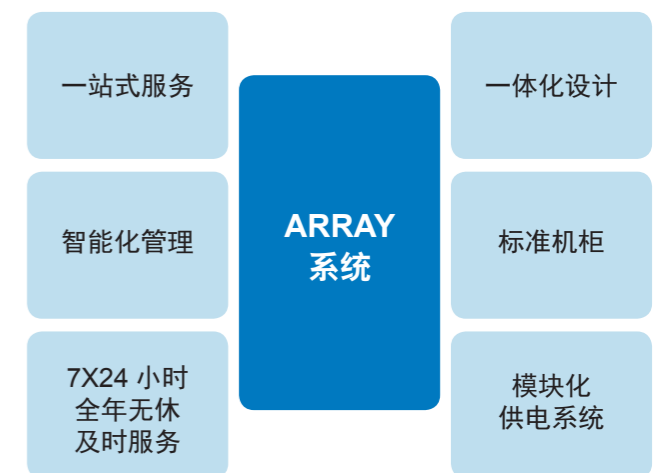 一站式服务
智能化管理
7X24 小时
全年无休
及时服务
ARRAY
系统
一体化设计
标准机柜
模块化
供电系统